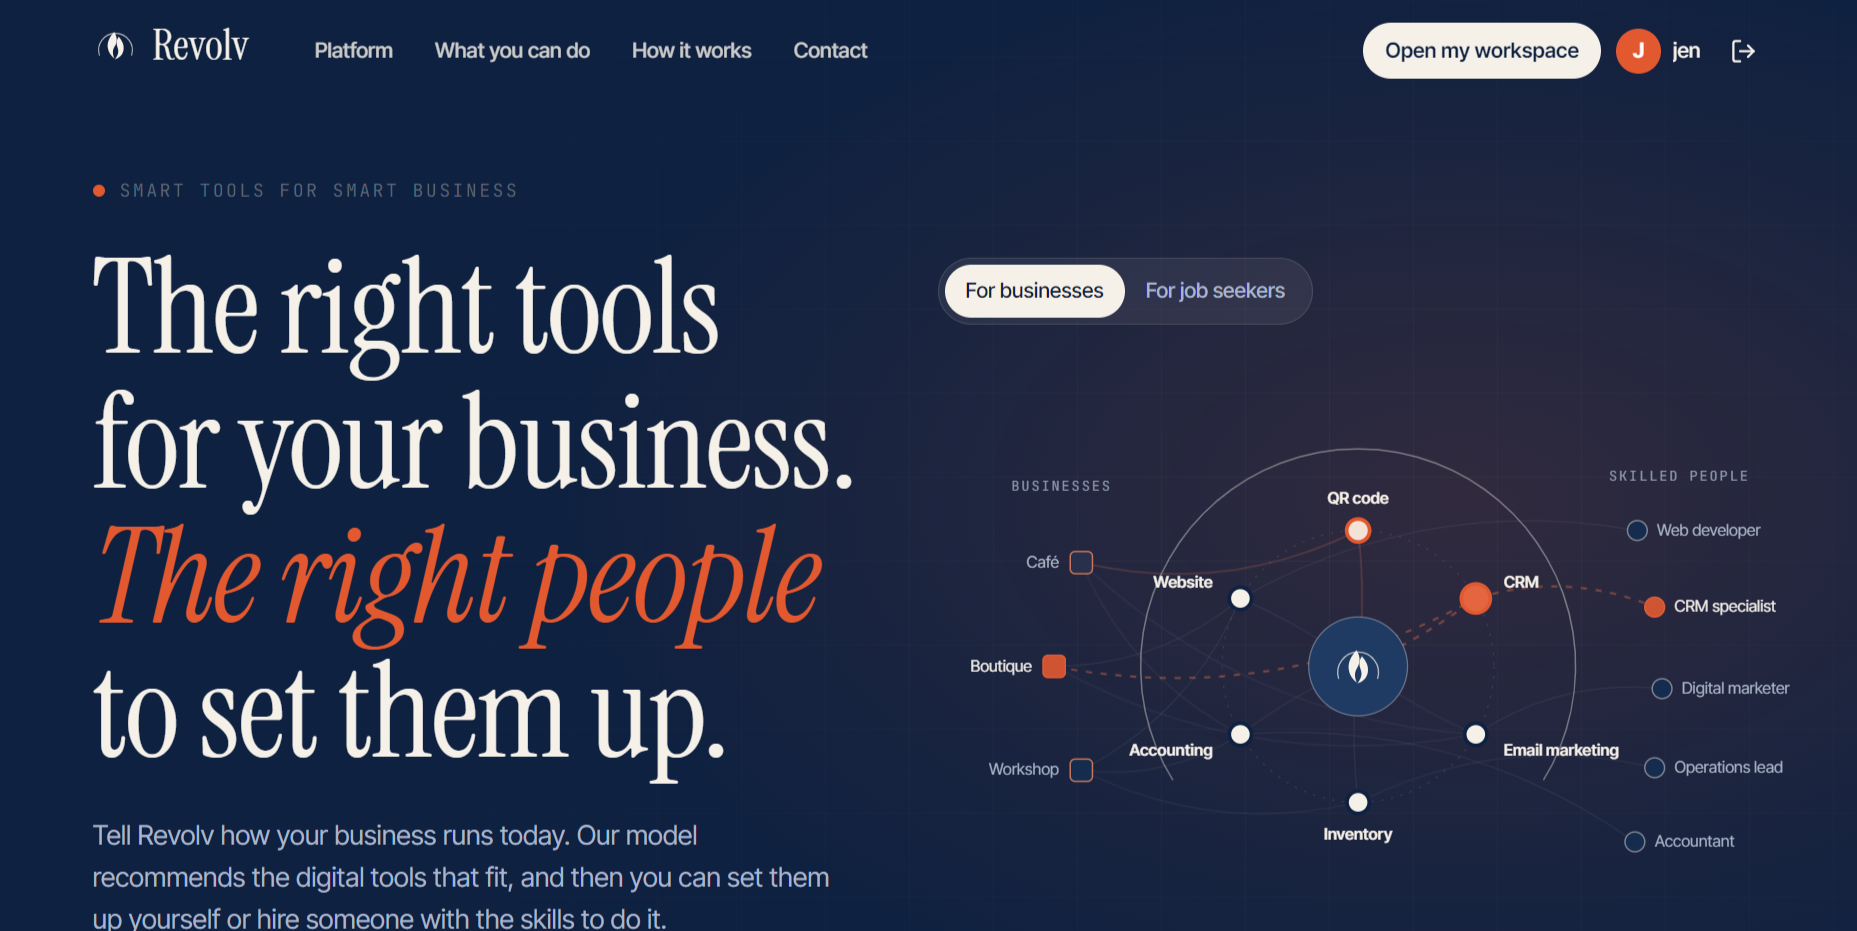 Revolv
Platform
What you can do
How it works
Contact
Open my workspace
J
jen
SMART TOOLS FOR SMART BUSINESS
The right tools
for your business.
The right people
to set them up.
Tell Revolv how your business runs today. Our model
recommends the digital tools that fit, and then you can set them
up yourself or hire someone with the skills to do it.
For businesses
For job seekers
BUSINESSES
Café
Boutique
Workshop
QR code
Website
CRM
Accounting
Email marketing
Inventory
SKILLED PEOPLE
Web developer
CRM specialist
Digital marketer
Operations lead
Accountant